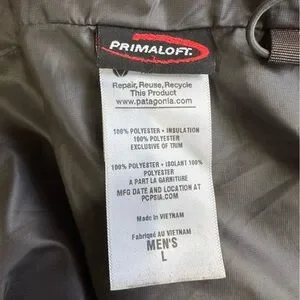 PRIMALOFT.
Repair, Reuse, Recycle
This Product
www.patagonia.com
100% POLYESTER • INSULATION
100% POLYESTER
EXCLUSIVE OF TRIM
100% POLYESTER • ISOLANT 100%
POLYESTER
A PART LA GARNITURE
MFG DATE AND LOCATION AT
PCPSIA.COM
Made in VIETNAM
Fabriqué AU VIETNAM
MEN'S
L